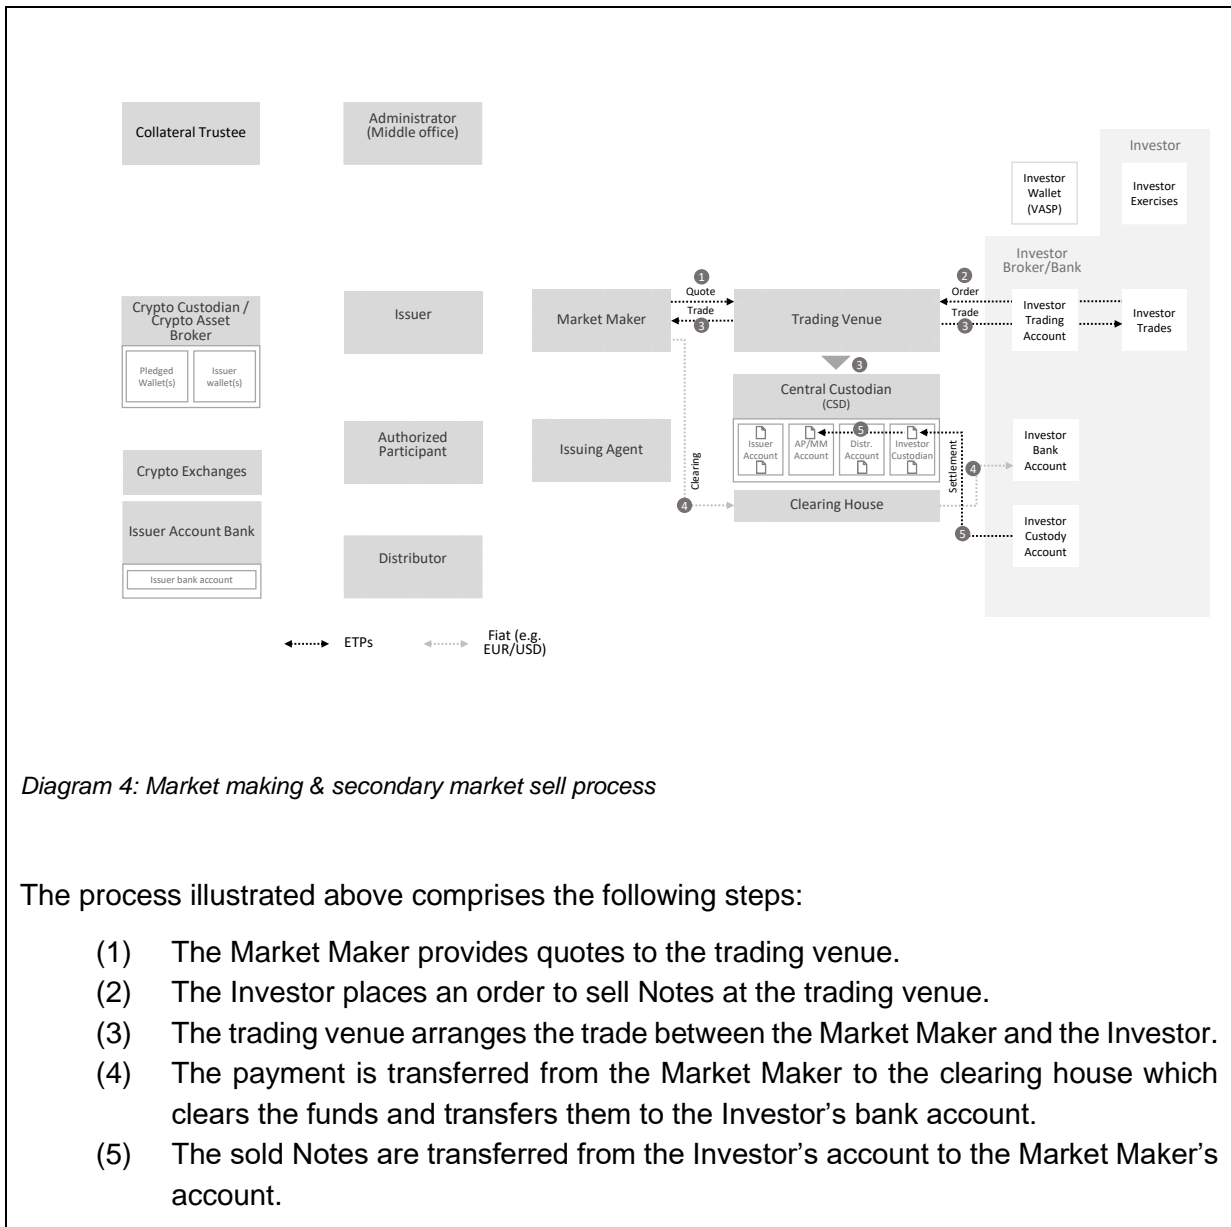 Collateral Trustee
Administrator
(Middle office)
Investor
Investor
Wallet
(VASP)
Investor
Exercises
Investor
Broker/Bank
Crypto Custodian /
Crypto Asset
Broker
Pledged
Wallet(s)
Issuer
wallet(s)
Issuer
Market Maker
1
Quote
Trade
3
Trading Venue
2
Order
Trade
3
Investor
Trading
Account
Investor
Trades
3
Central Custodian
(CSD)
Issuer
Account
AP/MM
Account
Distr.
Account
Investor
Custodian
5
Authorized
Participant
Issuing Agent
Clearing
4
Clearing House
Settlement
4
5
Investor
Bank
Account
Investor
Custody
Account
Crypto Exchanges
Issuer Account Bank
Issuer bank account
Distributor
ETPs
Fiat (e.g.
EUR/USD)
Diagram 4: Market making & secondary market sell process
The process illustrated above comprises the following steps:
(1) The Market Maker provides quotes to the trading venue.
(2) The Investor places an order to sell Notes at the trading venue.
(3) The trading venue arranges the trade between the Market Maker and the Investor.
(4) The payment is transferred from the Market Maker to the clearing house which
clears the funds and transfers them to the Investor’s bank account.
(5) The sold Notes are transferred from the Investor’s account to the Market Maker’s
account.